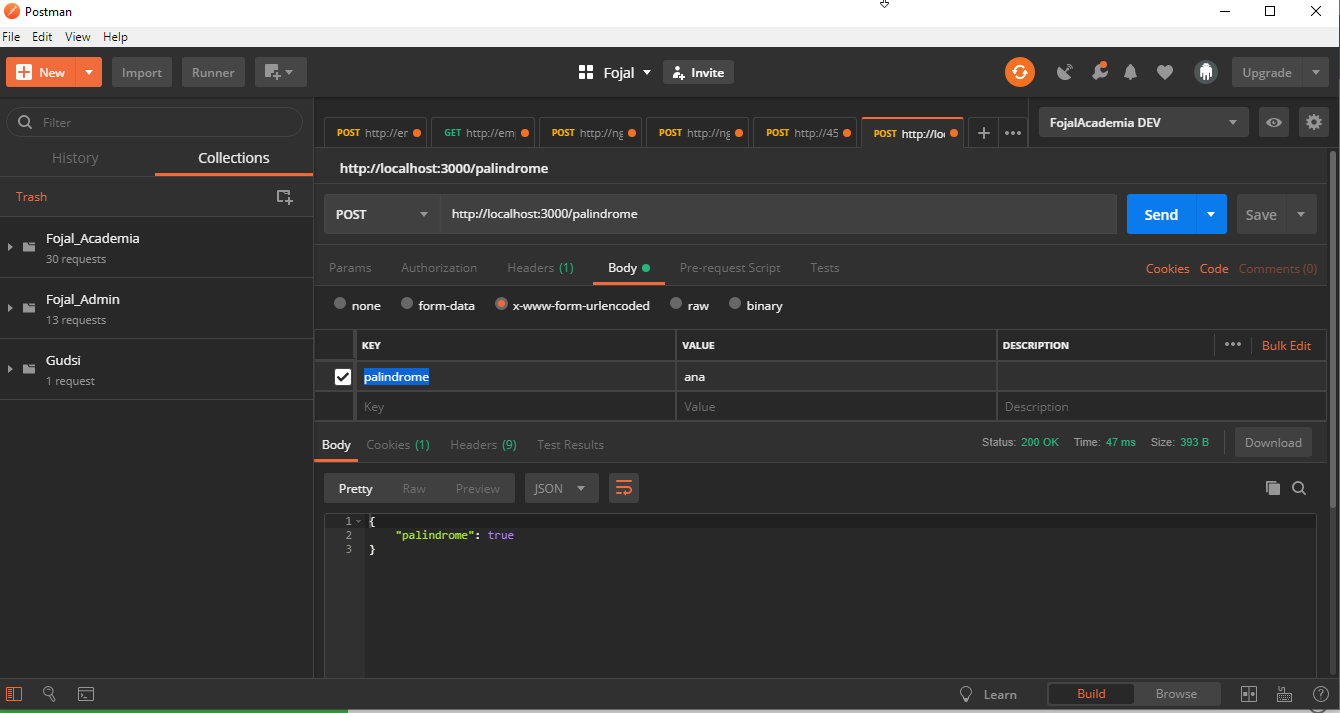 Postman
File Edit View Help
New Import Runner Fojal Invite Upgrade
Filter
History Collections
Trash
Fojal_Academia
30 requests
Fojal_Admin
13 requests
Gudsi
1 request
POST http://er GET http://em POST http://ng POST http://ng POST http://45 POST http://loc
FojalAcademia DEV
http://localhost:3000/palindrome
POST http://localhost:3000/palindrome Send Save
Params Authorization Headers (1) Body Pre-request Script Tests Cookies Code Comments (0)
none form-data x-www-form-urlencoded raw binary
KEY VALUE DESCRIPTION Bulk Edit
palindrome ana
Key Value Description
Body Cookies (1) Headers (9) Test Results Status: 200 OK Time: 47 ms Size: 393 B Download
Pretty Raw Preview JSON
1 {
2 "palindrome": true
3 }
Learn Build Browse